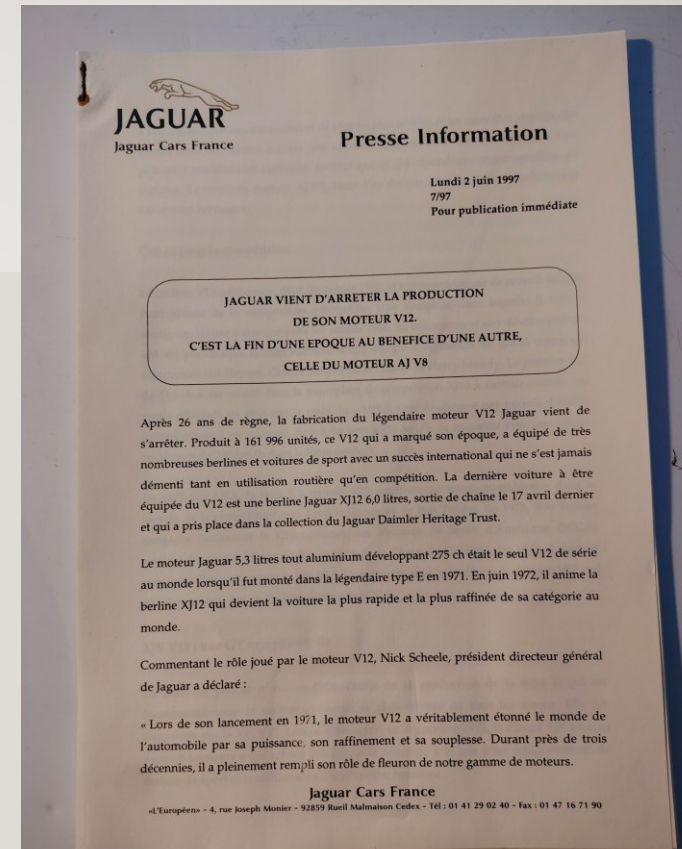 JAGUAR
Jaguar Cars France
Presse Information
Lundi 2 juin 1997
7/97
Pour publication immédiate
JAGUAR VIENT D'ARRETER LA PRODUCTION
DE SON MOTEUR V12.
C'EST LA FIN D'UNE EPOQUE AU BENEFICE D'UNE AUTRE,
CELLE DU MOTEUR AJ V8
Après 26 ans de règne, la fabrication du légendaire moteur V12 Jaguar vient de
s'arrêter. Produit à 161 996 unités, ce V12 qui a marqué son époque, a équipé de très
nombreuses berlines et voitures de sport avec un succès international qui ne s'est jamais
démenti tant en utilisation routière qu'en compétition. La dernière voiture à être
équipée du V12 est une berline Jaguar XJ12 6,0 litres, sortie de chaîne le 17 avril dernier
et qui a pris place dans la collection du Jaguar Daimler Heritage Trust.
Le moteur Jaguar 5,3 litres tout aluminium développant 275 ch était le seul V12 de série
au monde lorsqu'il fut monté dans la légendaire type E en 1971. En juin 1972, il anime la
berline XJ12 qui devient la voiture la plus rapide et la plus raffinée de sa catégorie au
monde.
Commentant le rôle joué par le moteur V12, Nick Scheele, président directeur général
de Jaguar a déclaré :
« Lors de son lancement en 1971, le moteur V12 a véritablement étonné le monde de
l'automobile par sa puissance, son raffinement et sa souplesse. Durant près de trois
décennies, il a pleinement rempli son rôle de fleuron de notre gamme de moteurs.
Jaguar Cars France
«L'Européen» - 4, rue Joseph Monier - 92859 Rueil Malmaison Cedex - Tél : 01 41 29 02 40 - Fax : 01 47 16 71 90